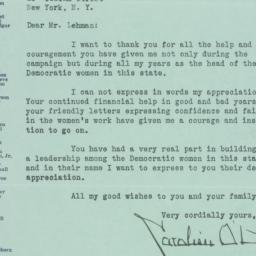 New York, N. Y.
Dear Mr. Lehman:
I want to thank you for all the help and
couragement you have given me not only during the
campaign but during all my years as the head of the
Democratic women in this state.
I can not express in words my appreciatio
Your continued financial help in good and bad years
your friendly letters expressing confidence and fai
in the women's work have given me a courage and ins
tion to go on.
You have had a very real part in building
a leadership among the Democratic women in this sta
and in their name I want to express to you their de
appreciation.
All my good wishes to you and your family
Very cordially yours,